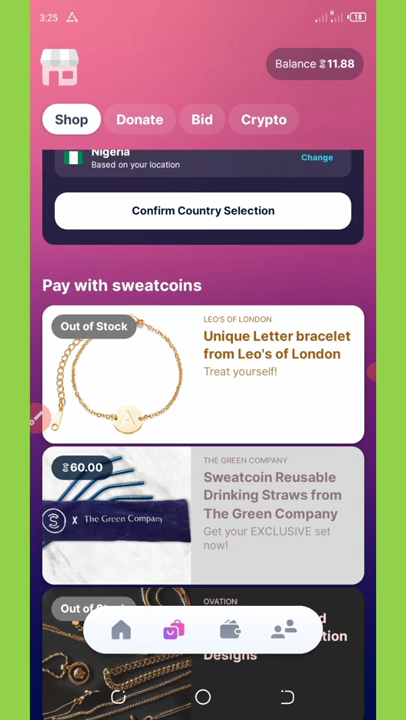 3:25
18
Balance 11.88
Shop
Donate
Bid
Crypto
Nigeria
Based on your location
Change
Confirm Country Selection
Pay with sweatcoins
Out of Stock
LEO'S OF LONDON
Unique Letter bracelet
from Leo's of London
Treat yourself!
A
60.00
X The Green Company
THE GREEN COMPANY
Sweatcoin Reusable
Drinking Straws from
The Green Company
Get your EXCLUSIVE set
now!
Out of
OVATION
Designs